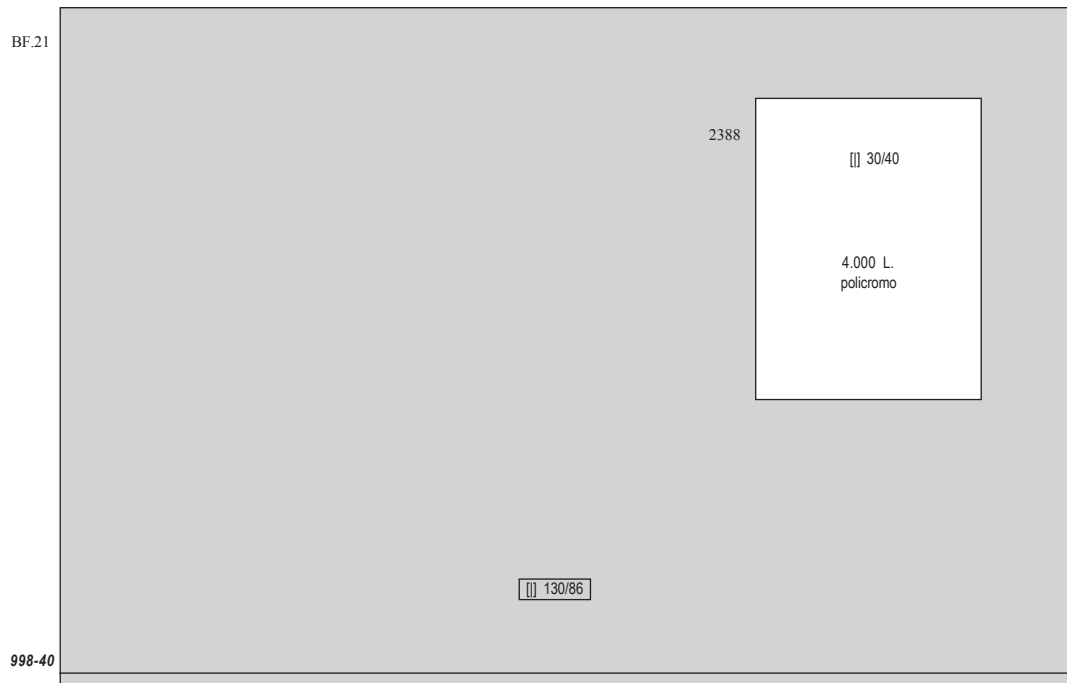 BF.21
2388
[|] 30/40
4.000 L.
policromo
[|] 130/86
998-40